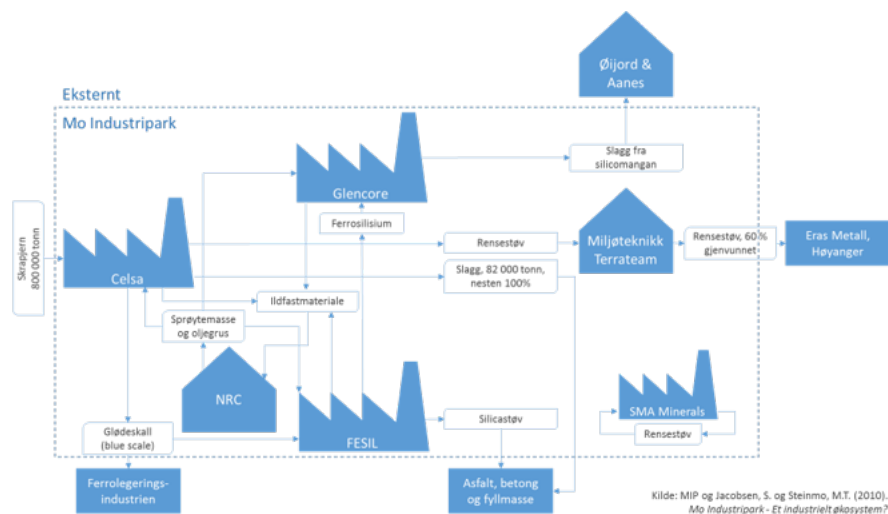 Øijord &
Aanes
Eksternt
Mo Industripark
Slagg fra
silicomangan
Glencore
Ferrosilisium
Skrapjern
800 000 tonn
Celsa
Rensestøv
Miljøteknikk
Terrateam
Rensestøv, 60 %
gjenvunnet
Eras Metall,
Høyanger
Slagg, 82 000 tonn,
nesten 100%
Ildfastmateriale
Sprøytemasse
og oljegrus
NRC
FESIL
Silicastøv
SMA Minerals
Rensestøv
Glødeskall
(blue scale)
Ferrolegerings-
industrien
Asfalt, betong
og fyllmasse
Kilde: MIP og Jacobsen, S. og Steinmo, M.T. (2010).
Mo Industripark - Et industrielt økosystem?